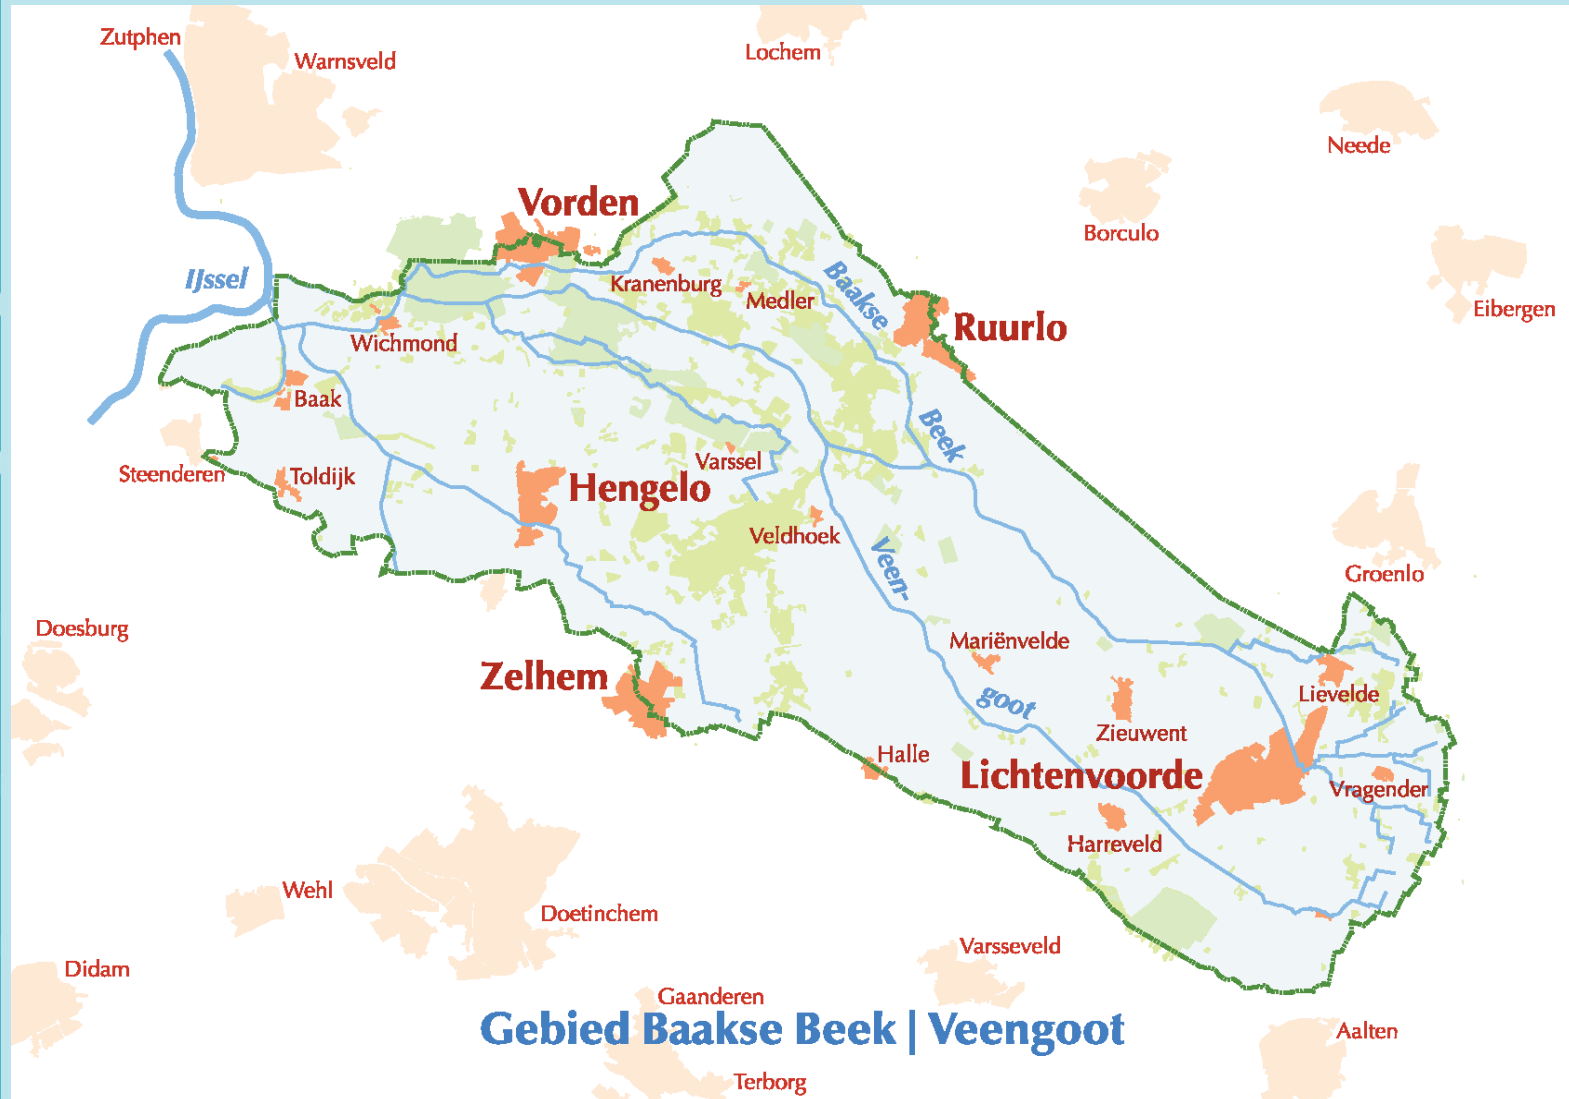 Zutphen
Warnsveld
Lochem
Neede
Borculo
Vorden
IJssel
Kranenburg
Medler
Baakse
Eibergen
Ruurlo
Wichmond
Baak
Beek
Steenderen
Toldijk
Varssel
Hengelo
Veldhoek
Veen-
Groenlo
Doesburg
Mariënvelde
Zelhem
goot
Lievelde
Zieuwent
Halle
Lichtenvoorde
Vragender
Harreveld
Wehl
Doetinchem
Varsseveld
Didam
Gaanderen
Gebied Baakse Beek | Veengoot
Aalten
Terborg